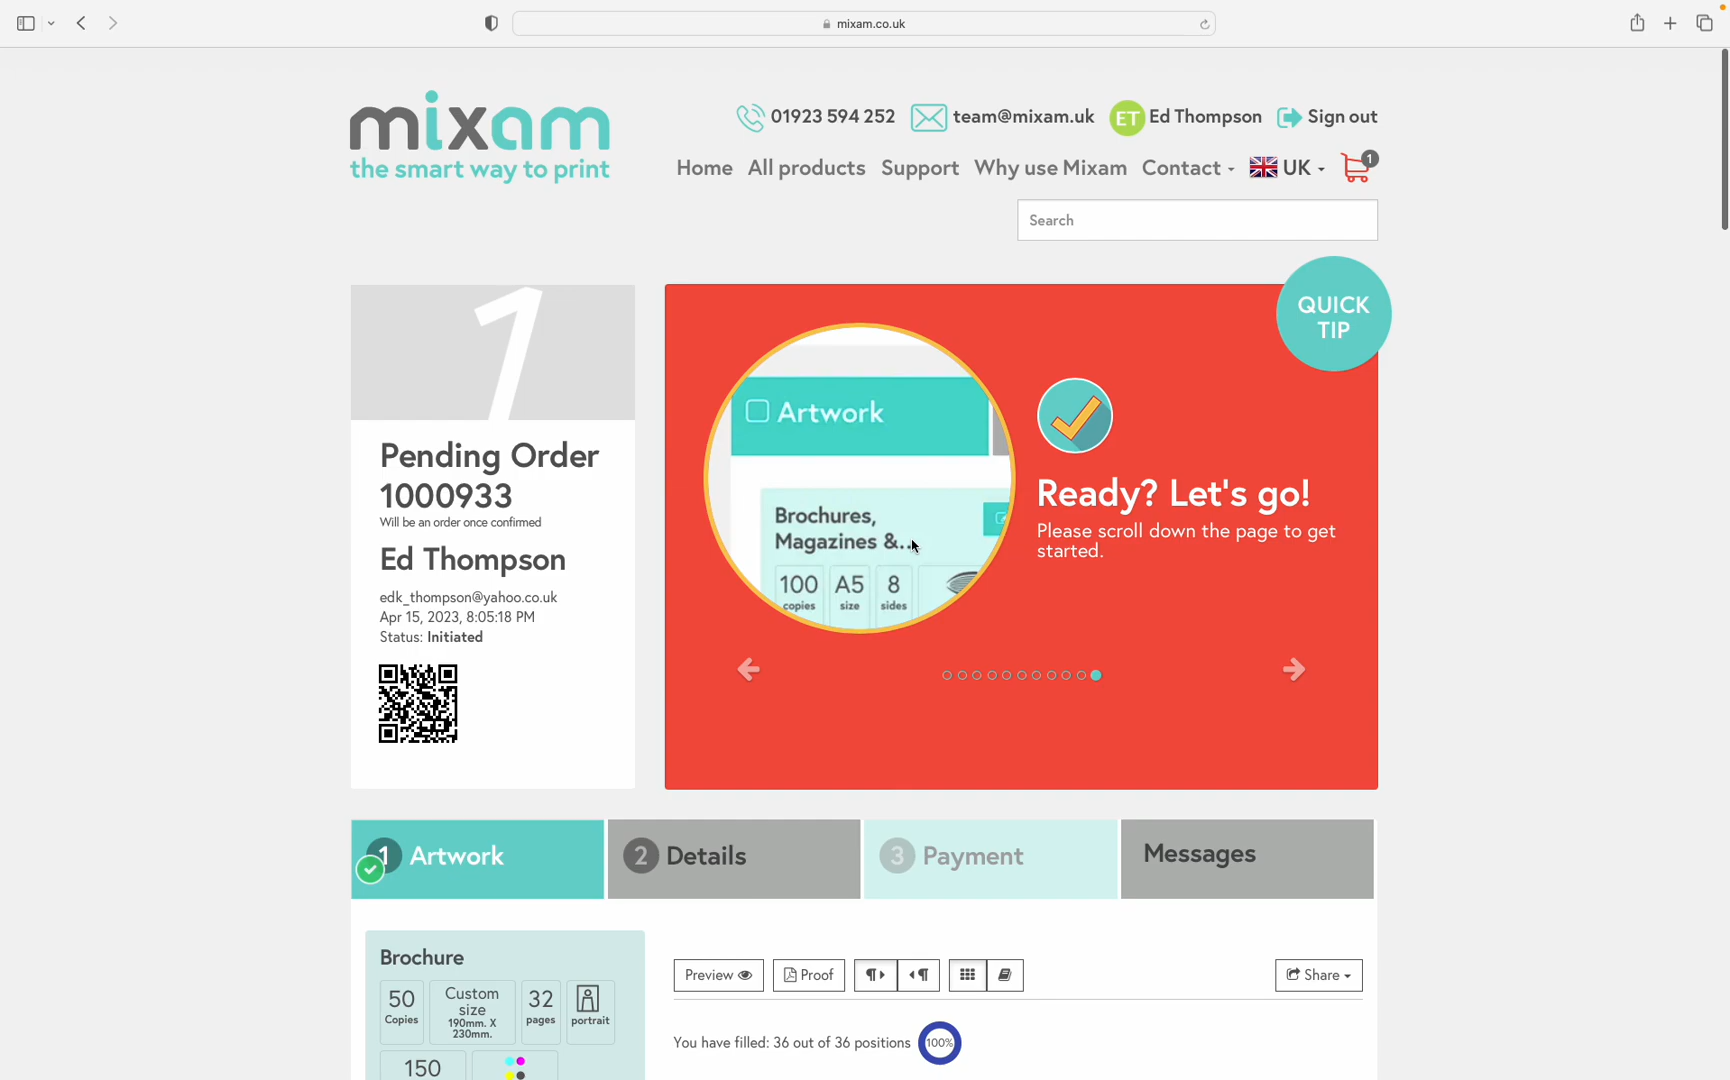 mixam.co.uk
mixam
the smart way to print
01923 594 252
team@mixam.uk
ET
Ed Thompson
Sign out
Home
All products
Support
Why use Mixam
Contact
UK
1
Search
1
Pending Order
1000933
Will be an order once confirmed
Ed Thompson
edk_thompson@yahoo.co.uk
Apr 15, 2023, 8:05:18 PM
Status: Initiated
QUICK
TIP
Artwork
Brochures,
Magazines &..
100
copies
A5
size
8
sides
Ready? Let's go!
Please scroll down the page to get
started.
1 Artwork
2 Details
3 Payment
Messages
Brochure
50
Copies
Custom
size
190mm. X
230mm.
32
pages
portrait
150
Preview
Proof
Share
You have filled: 36 out of 36 positions
100%